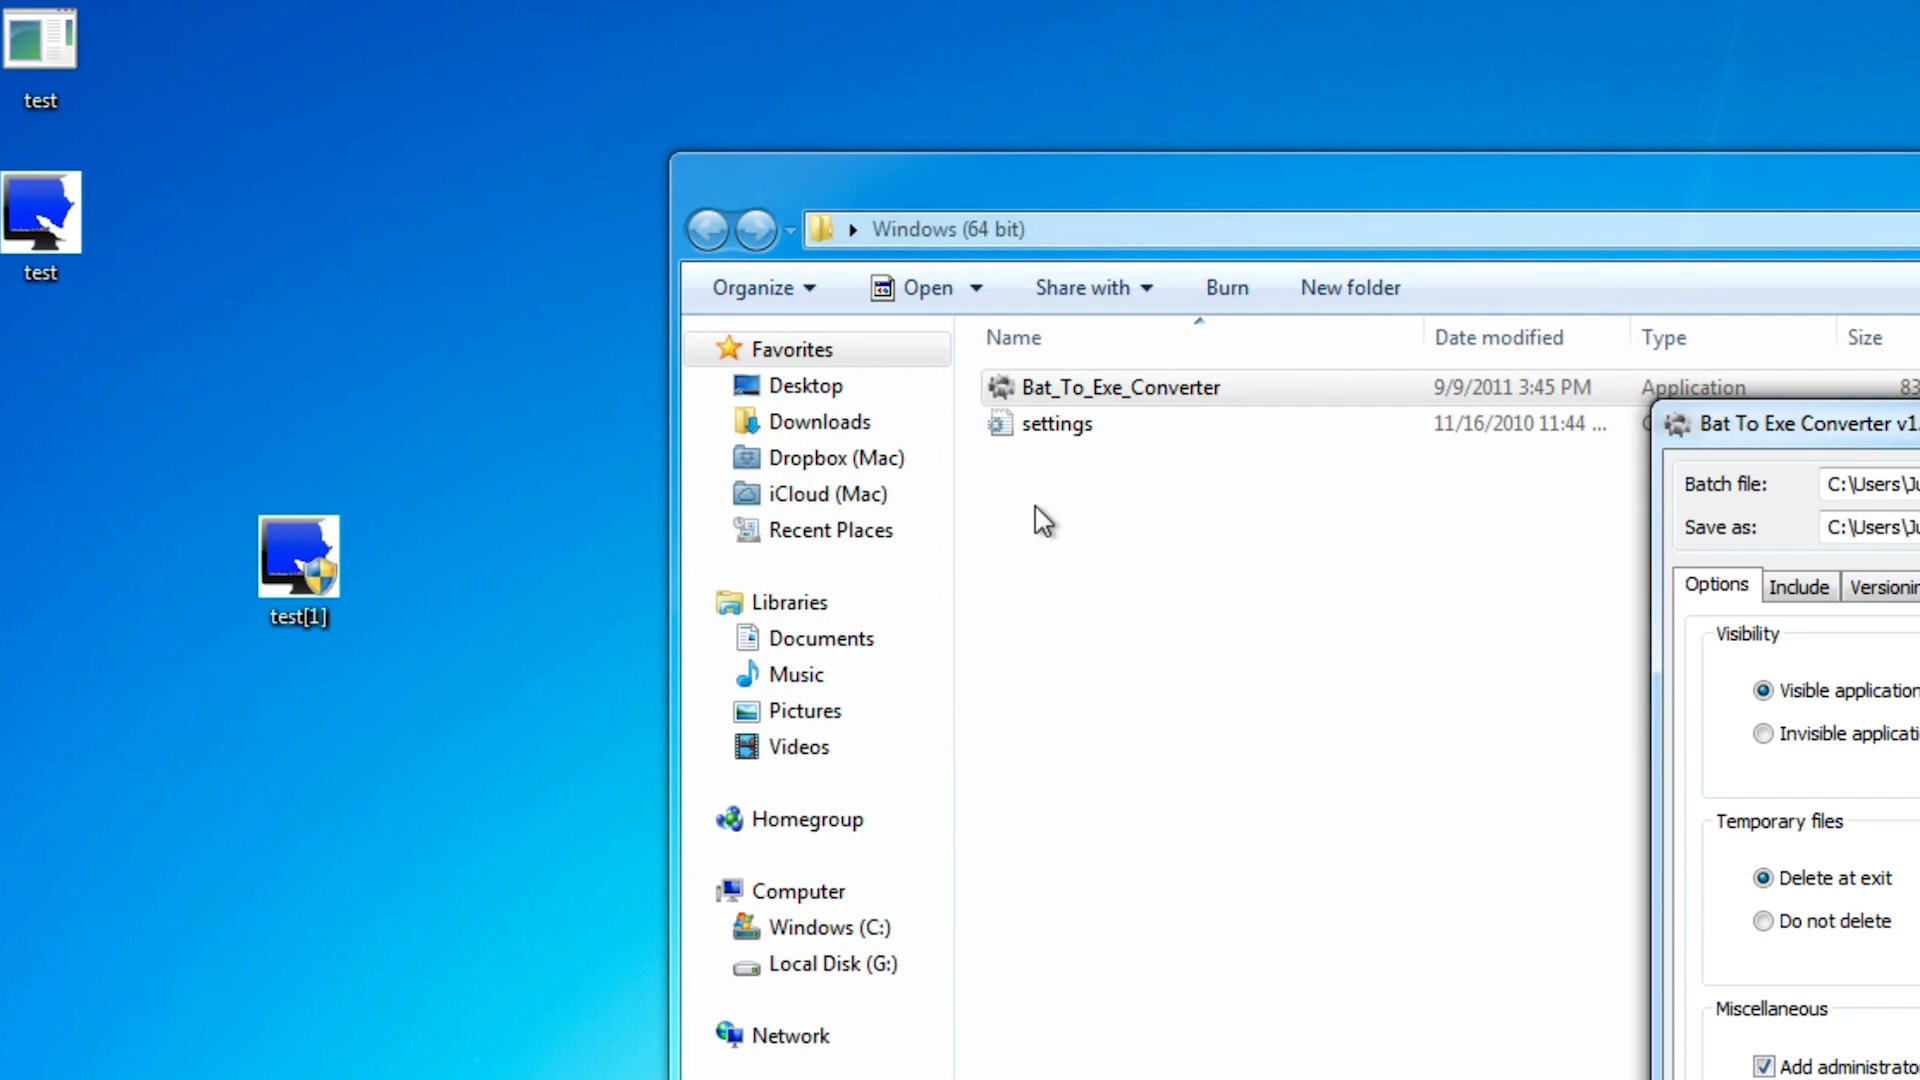 test
test
test[1]
Windows (64 bit)
Organize
Open
Share with
Burn
New folder
Name
Date modified
Type
Size
Favorites
Desktop
Downloads
Dropbox (Mac)
iCloud (Mac)
Recent Places
Libraries
Documents
Music
Pictures
Videos
Homegroup
Computer
Windows (C:)
Local Disk (G:)
Network
Bat_To_Exe_Converter
9/9/2011 3:45 PM
Application
83
settings
11/16/2010 11:44 ...
Bat To Exe Converter v1.
Batch file:
C:\Users\Ju
Save as:
C:\Users\Ju
Options
Include
Versionin
Visibility
Visible application
Invisible applicati
Temporary files
Delete at exit
Do not delete
Miscellaneous
Add administrato